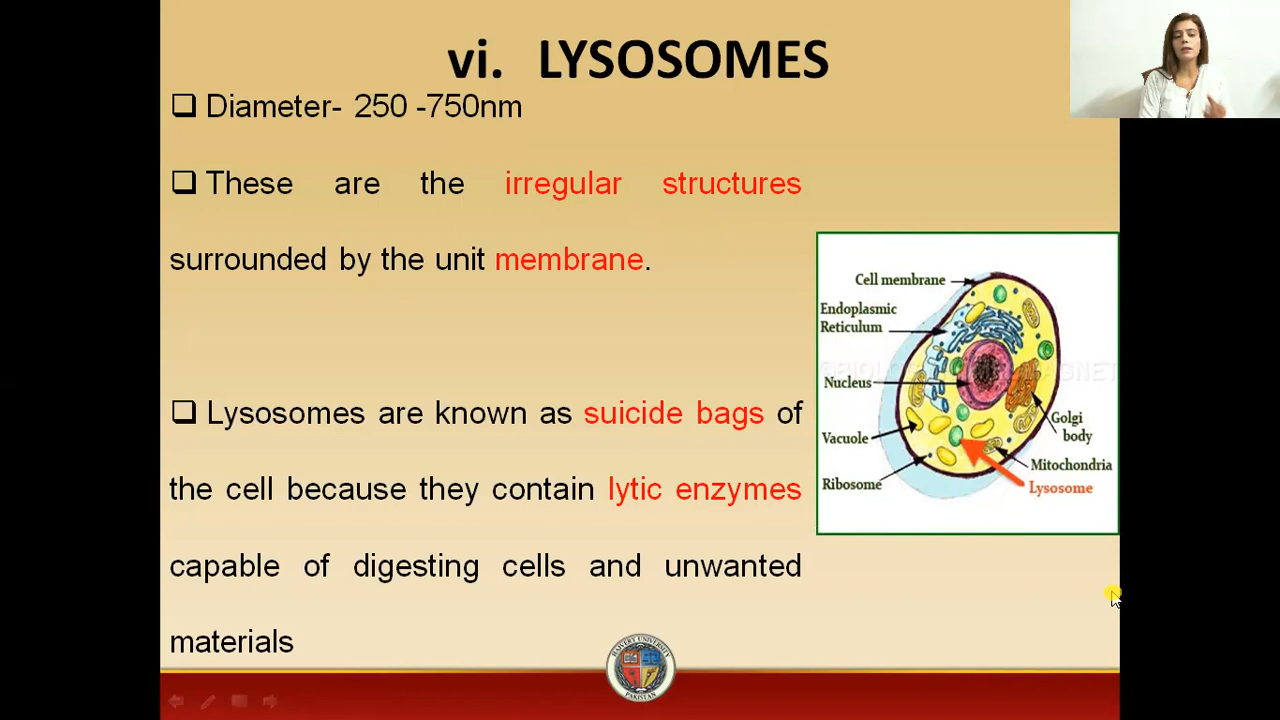 vi. LYSOSOMES
❑ Diameter- 250 -750nm
❑ These are the irregular structures
surrounded by the unit membrane.
❑ Lysosomes are known as suicide bags of
the cell because they contain lytic enzymes
capable of digesting cells and unwanted
materials
Cell membrane
Endoplasmic
Reticulum
Nucleus
Vacuole
Ribosome
Golgi
body
Mitochondria
Lysosome
PAKISTAN